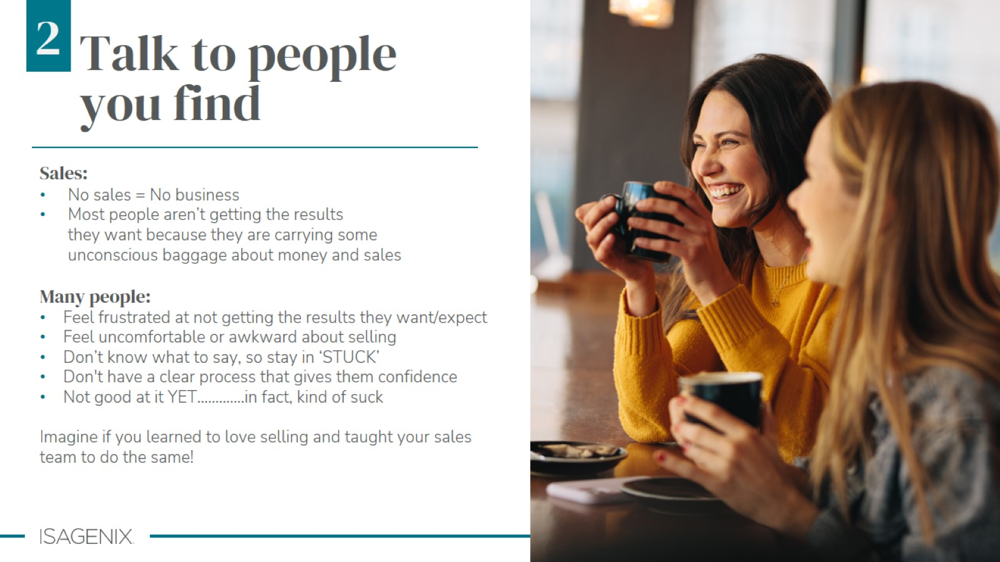 2
Talk to people
you find
Sales:
• No sales = No business
• Most people aren’t getting the results
they want because they are carrying some
unconscious baggage about money and sales
Many people:
• Feel frustrated at not getting the results they want/expect
• Feel uncomfortable or awkward about selling
• Don’t know what to say, so stay in ‘STUCK’
• Don't have a clear process that gives them confidence
• Not good at it YET.............in fact, kind of suck
Imagine if you learned to love selling and taught your sales
team to do the same!
ISAGENIX